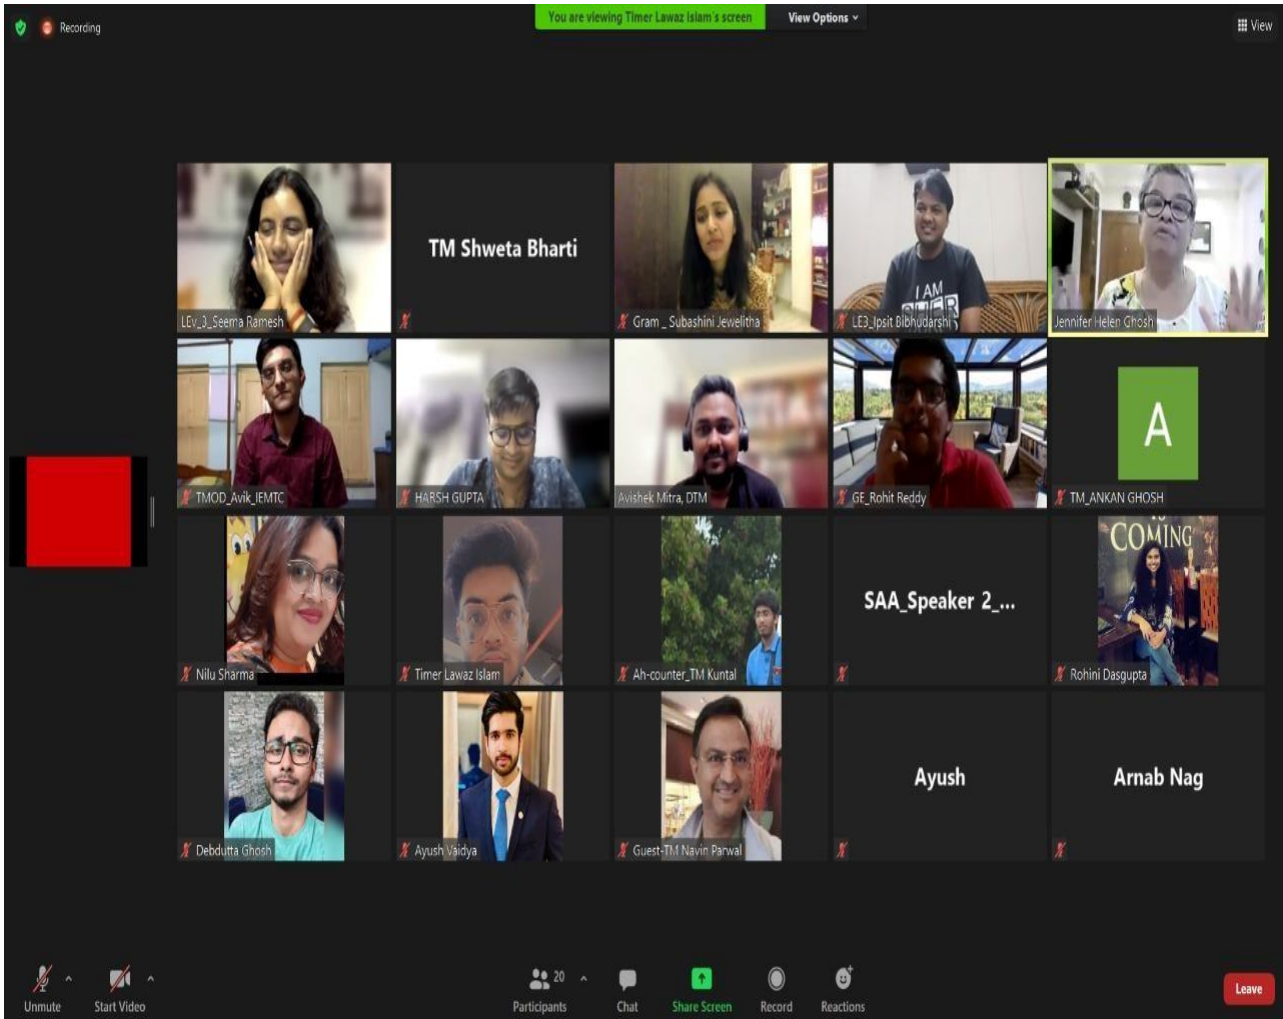 Recording
You are viewing Timer Lawaz Islam's screen
View Options
View
LEv_3_Seema Ramesh
TM Shweta Bharti
Gram _ Subashini Jewelitha
I AM
LE3_Ipsit Bibhudarshi
Jennifer Helen Ghosh
TMOD_Avik_IEMTC
HARSH GUPTA
Avishek Mitra, DTM
GE_Rohit Reddy
A
TM_ANKAN GHOSH
Nilu Sharma
Timer Lawaz Islam
Ah-counter_TM Kuntal
SAA_Speaker 2_...
COMING
Rohini Dasgupta
Debdutta Ghosh
Ayush Vaidya
Guest-TM Navin Parwal
Ayush
Arnab Nag
Unmute
Start Video
20
Participants
Chat
Share Screen
Record
Reactions
Leave